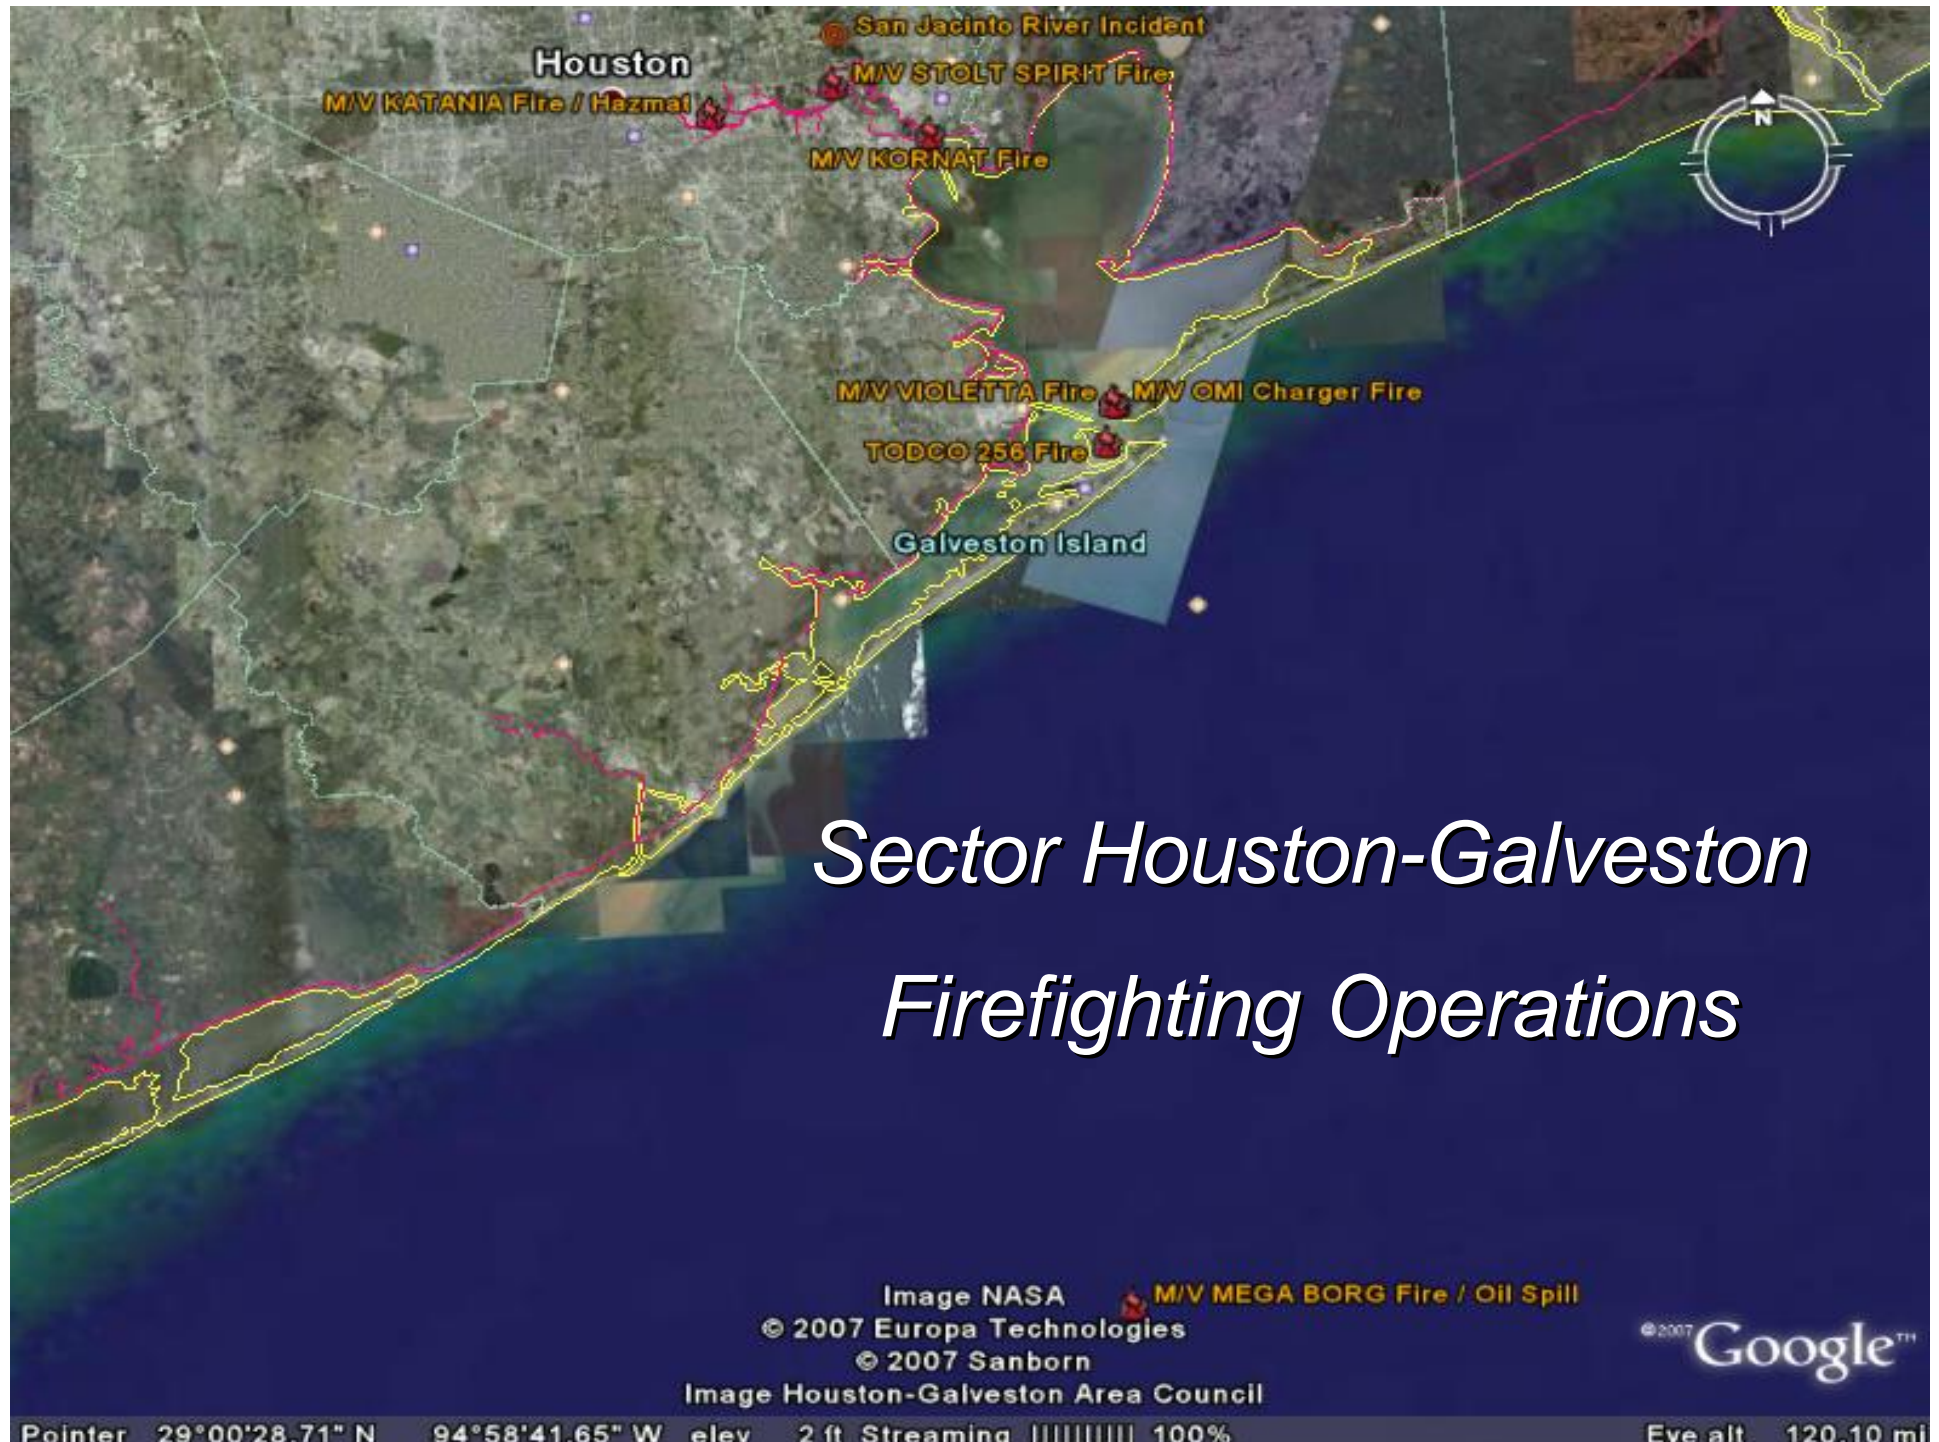 San Jacinto River Incident
Houston
M/V STOLT SPIRIT Fire
M/V KATANIA Fire / Hazmat
N
M/V KORNAT Fire
M/V VIOLETTA Fire
M/V OMI Charger Fire
TODCO 256 Fire
Galveston Island
Sector Houston-Galveston
Firefighting Operations
Image NASA
M/V MEGA BORG Fire / Oil Spill
© 2007 Europa Technologies
© 2007 Sanborn
Image Houston-Galveston Area Council
©2007 Google™
Pointer 29°00'28.71" N 94°58'41.65" W elev 2 ft Streaming |||||||||| 100% Eye alt 120.10 mi